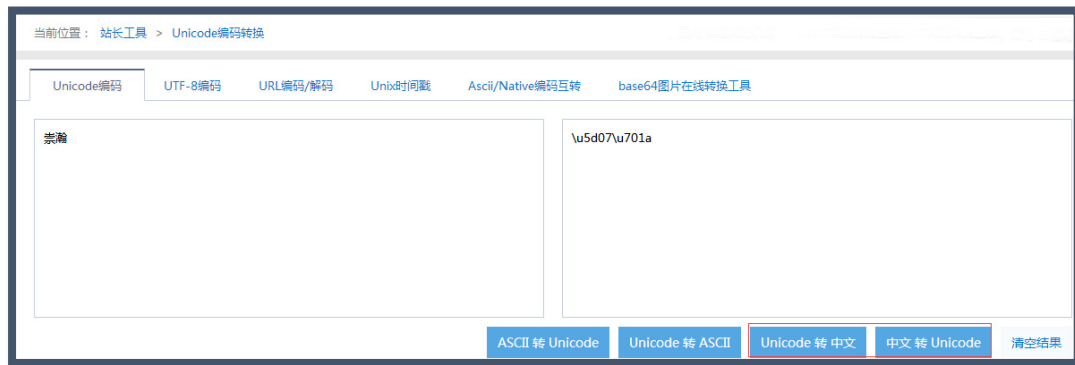 当前位置： 站长工具 > Unicode编码转换
Unicode编码 UTF-8编码 URL编码/解码 Unix时间戳 Ascii/Native编码互转 base64图片在线转换工具
崇瀚 \u5d07\u701a
ASCII 转 Unicode Unicode 转 ASCII Unicode 转 中文 中文 转 Unicode 清空结果